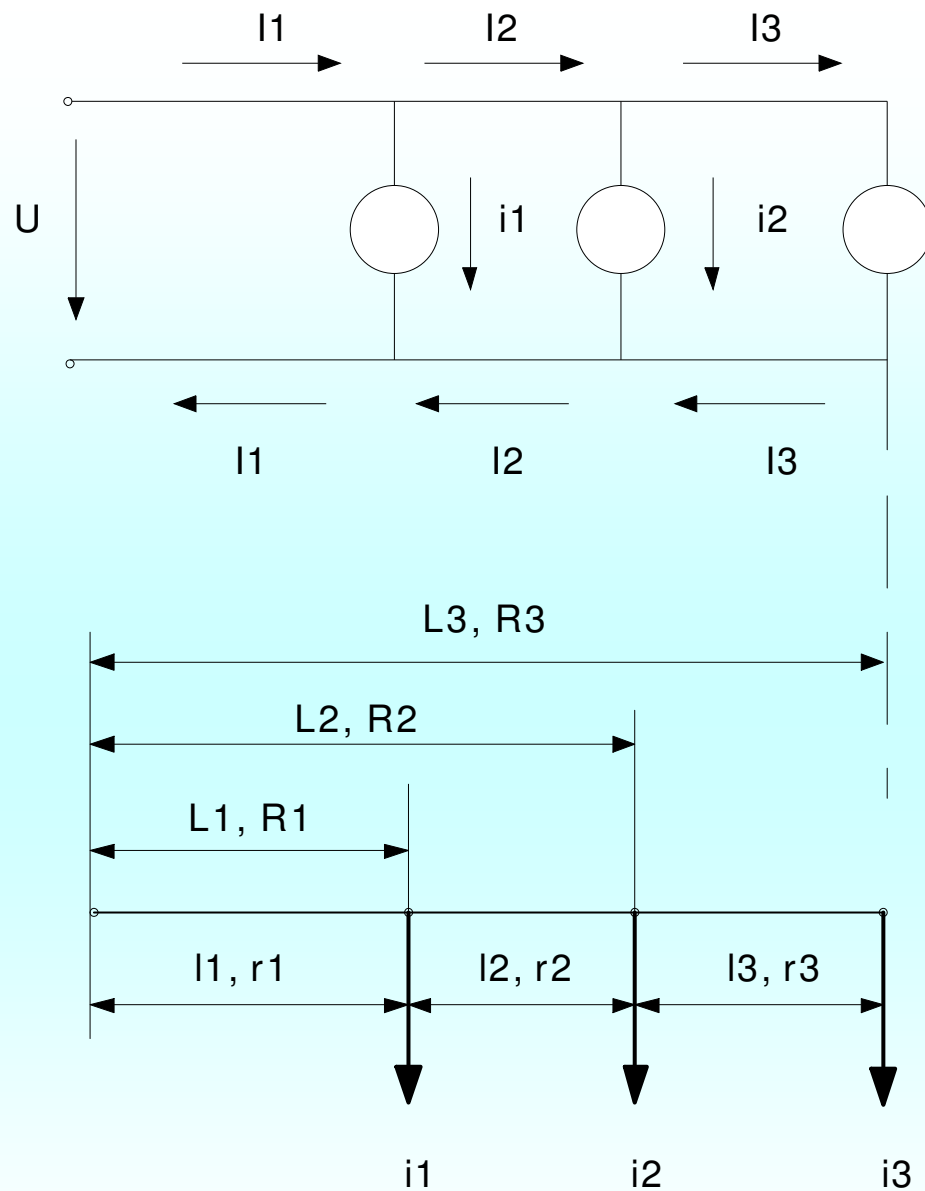 I1 I2 I3
U i1 i2
I1 I2 I3
L3, R3
L2, R2
L1, R1
l1, r1 l2, r2 l3, r3
i1 i2 i3